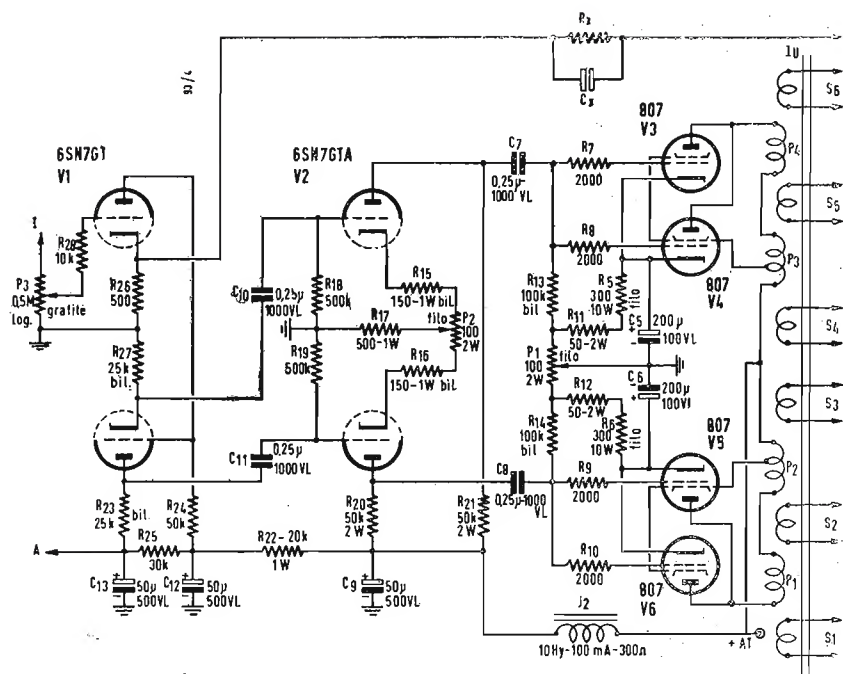 93/4
R₃
C₃
1U
S6
807
V3
6SN7GT
V1
6SN7GTA
V2
C7
0,25µ-
1000VL
R7
2000
P4
S5
I
R28
10k
P3
0,5M
Log.
grafite
R26
500
R8
2000
807
V4
P3
C10
0,25µ
1000VL
R18
500k
R15
150-1W bil.
R13
100k
bil
R5
300
10W
filo
R17
500-1W
filo
P2
100
2W
R11
50-2W
C5
200µ
100VL
S4
R27
25k
bil.
R19
500k
R16
150-1W bil.
P1
100
2W
filo
C6
200µ
100Vl
R12
50-2W
S3
R14
100k
bil
R6
300
10W
filo
807
V5
C11
0,25µ
1000VL
C8
0,25µ-1000
VL
R9
2000
P2
R23
25k
bil.
R24
50k
R20
50k
2W
R21
50k
2W
S2
A
R25
30k
R22-20k
1W
R10
2000
807
V6
P1
C13
50µ
500VL
C12
50µ
500VL
C9
50µ
500VL
J2
10Hy-100mA-300Ω
+AT
S1